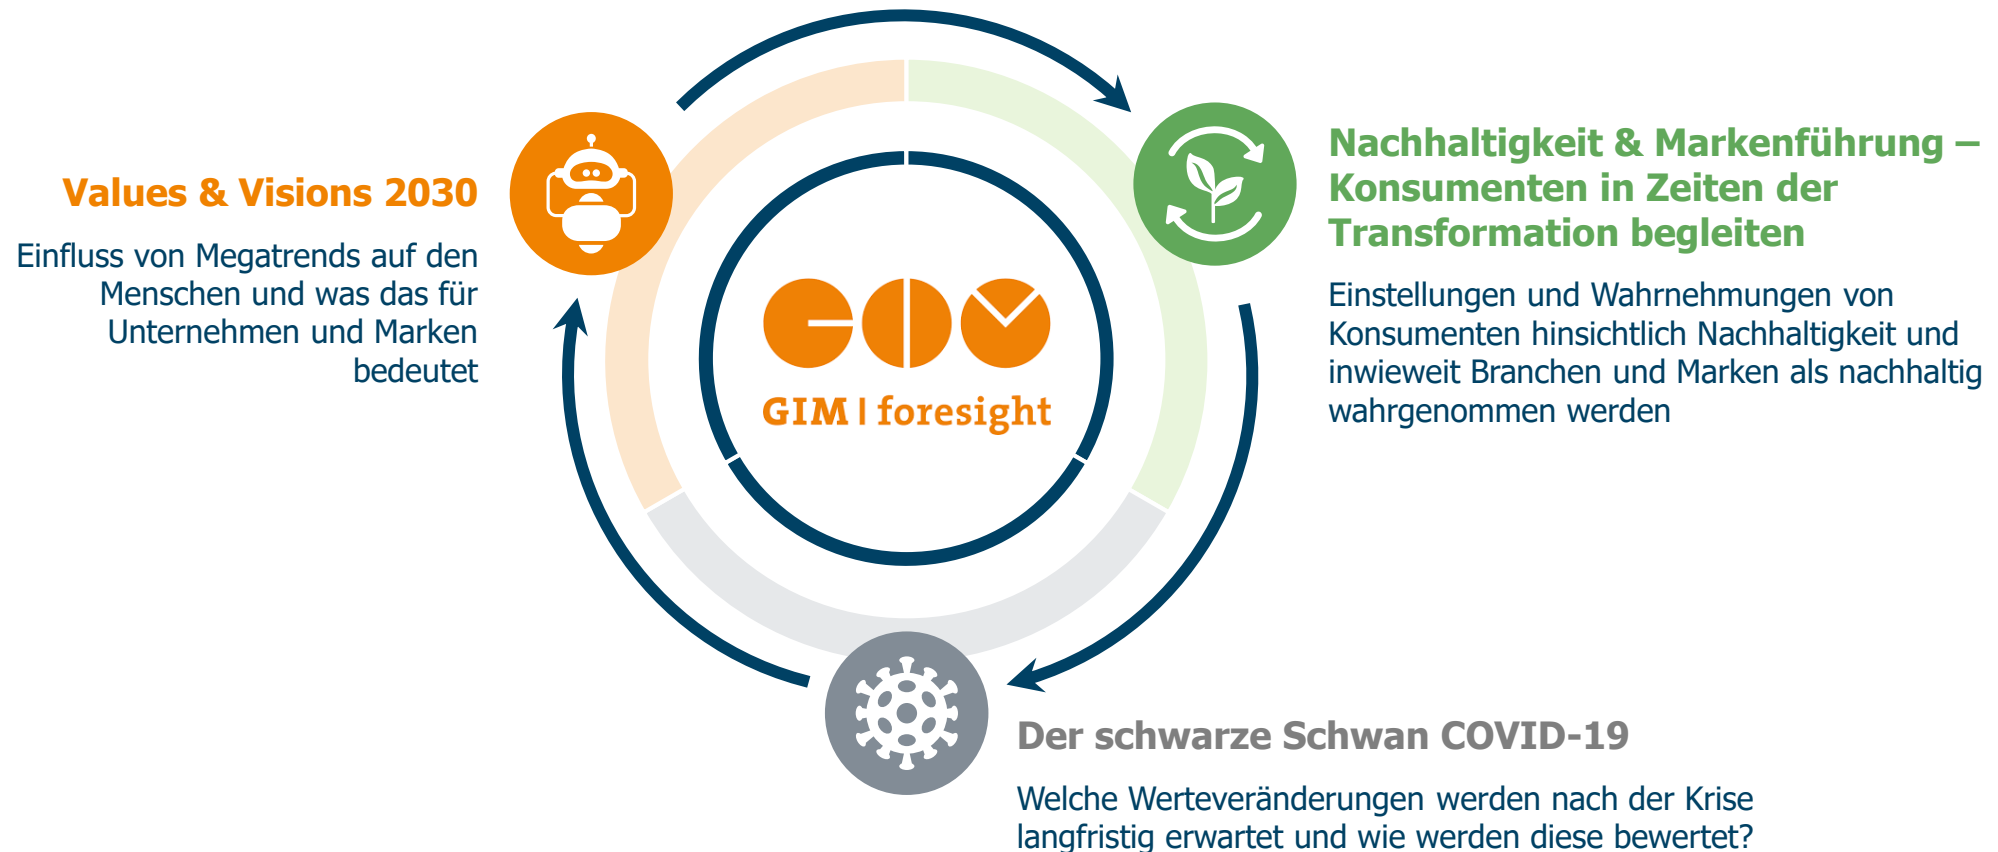 Values & Visions 2030
Einfluss von Megatrends auf den
Menschen und was das für
Unternehmen und Marken
bedeutet
Nachhaltigkeit & Markenführung –
Konsumenten in Zeiten der
Transformation begleiten
Einstellungen und Wahrnehmungen von
Konsumenten hinsichtlich Nachhaltigkeit und
inwieweit Branchen und Marken als nachhaltig
wahrgenommen werden
GIM | foresight
Der schwarze Schwan COVID-19
Welche Werteveränderungen werden nach der Krise
langfristig erwartet und wie werden diese bewertet?